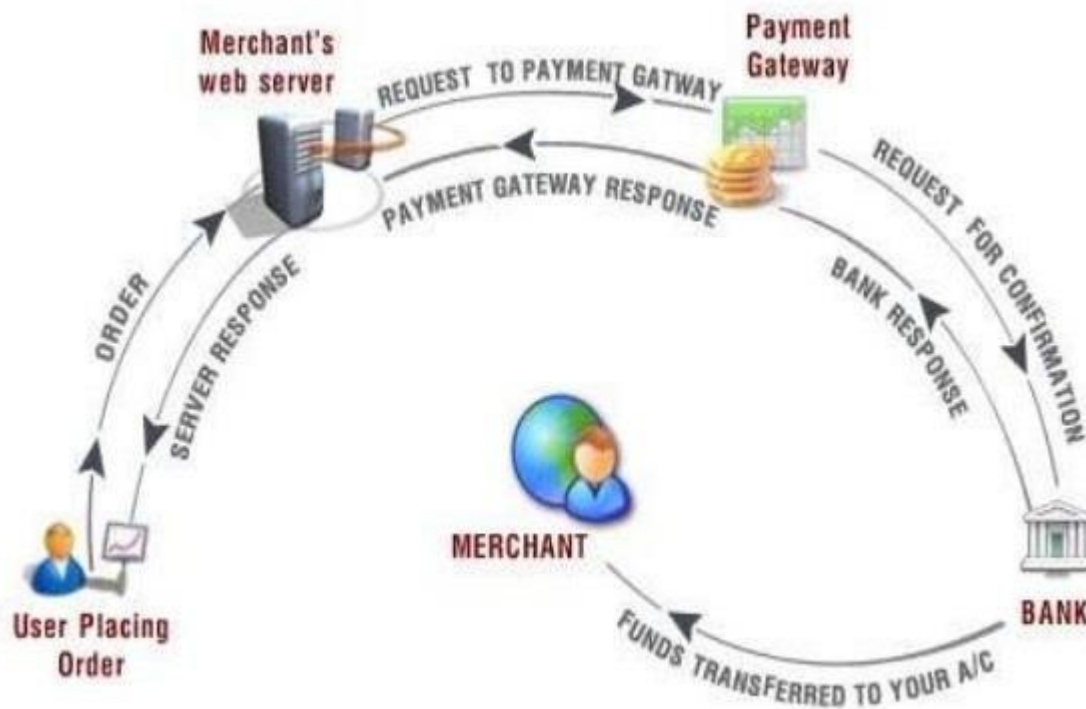 Merchant's
web server
Payment
Gateway
REQUEST TO PAYMENT GATWAY
PAYMENT GATEWAY RESPONSE
REQUEST FOR CONFIRMATION
BANK RESPONSE
ORDER
SERVER RESPONSE
MERCHANT
User Placing
Order
BANK
FUNDS TRANSFERRED TO YOUR A/C